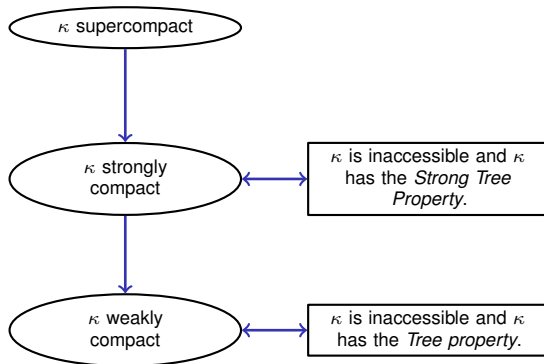 κ supercompact
κ strongly
compact
κ is inaccessible and κ
has the Strong Tree
Property.
κ weakly
compact
κ is inaccessible and κ
has the Tree property.